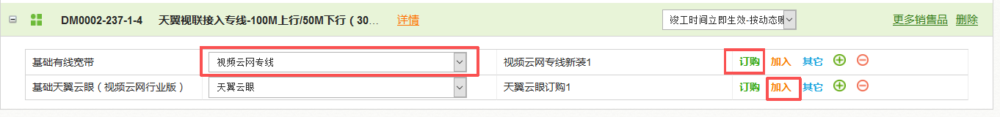 DM0002-237-1-4 天翼视联接入专线-100M上行/50M下行（30... 详情 竣工时间立即生效-按动态账 更多销售品 删除
基础有线宽带 视频云网专线 视频云网专线新装1 订购 加入 其它
基础天翼云眼（视频云网行业版） 天翼云眼 天翼云眼订购1 订购 加入 其它